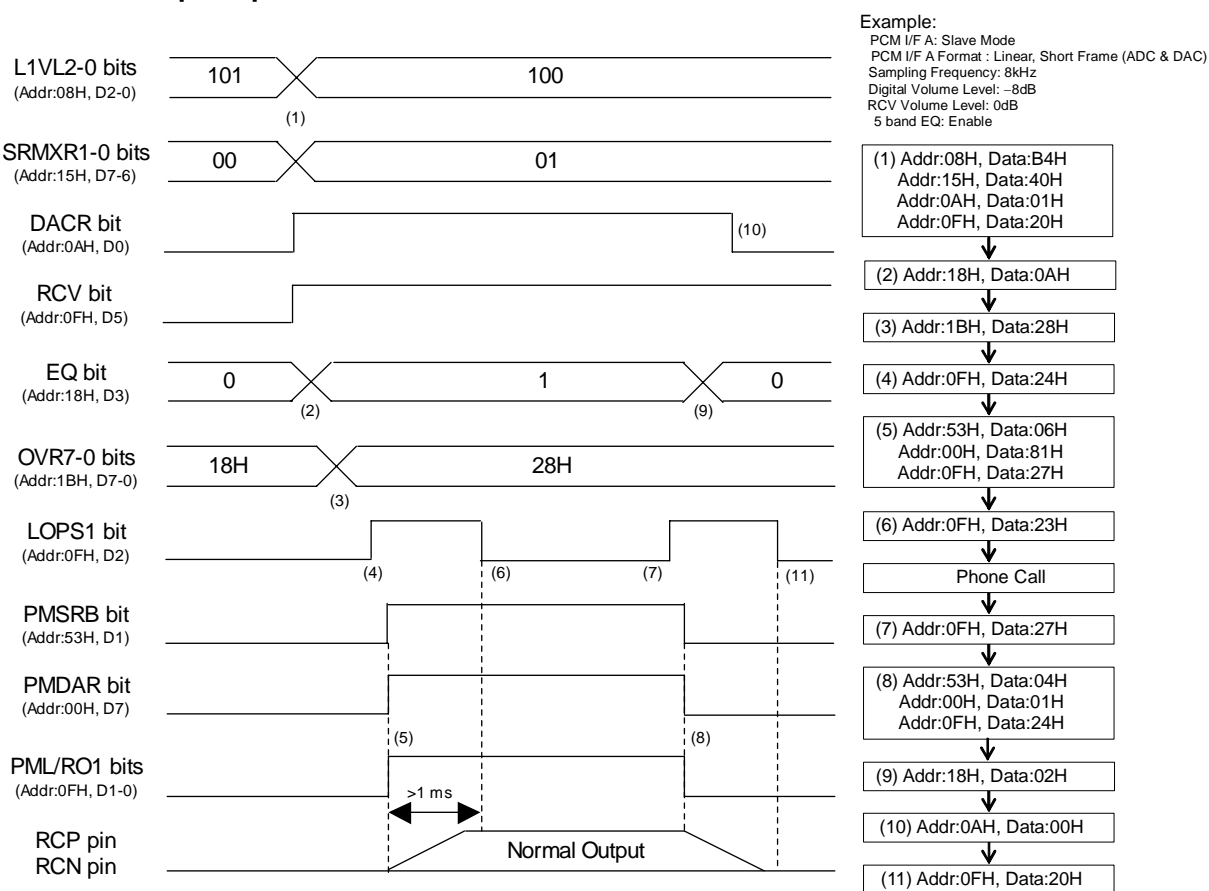 Example:
PCM I/F A: Slave Mode
PCM I/F A Format : Linear, Short Frame (ADC & DAC)
Sampling Frequency: 8kHz
Digital Volume Level: −8dB
RCV Volume Level: 0dB
5 band EQ: Enable
L1VL2-0 bits
(Addr:08H, D2-0)
101
100
(1)
SRMXR1-0 bits
(Addr:15H, D7-6)
00
01
DACR bit
(Addr:0AH, D0)
(10)
RCV bit
(Addr:0FH, D5)
EQ bit
(Addr:18H, D3)
0
1
0
(2)
(9)
OVR7-0 bits
(Addr:1BH, D7-0)
18H
28H
(3)
LOPS1 bit
(Addr:0FH, D2)
(4)
(6)
(7)
(11)
PMSRB bit
(Addr:53H, D1)
PMDAR bit
(Addr:00H, D7)
(5)
(8)
PML/RO1 bits
(Addr:0FH, D1-0)
>1 ms
RCP pin
RCN pin
Normal Output
(1) Addr:08H, Data:B4H
Addr:15H, Data:40H
Addr:0AH, Data:01H
Addr:0FH, Data:20H
(2) Addr:18H, Data:0AH
(3) Addr:1BH, Data:28H
(4) Addr:0FH, Data:24H
(5) Addr:53H, Data:06H
Addr:00H, Data:81H
Addr:0FH, Data:27H
(6) Addr:0FH, Data:23H
Phone Call
(7) Addr:0FH, Data:27H
(8) Addr:53H, Data:04H
Addr:00H, Data:01H
Addr:0FH, Data:24H
(9) Addr:18H, Data:02H
(10) Addr:0AH, Data:00H
(11) Addr:0FH, Data:20H